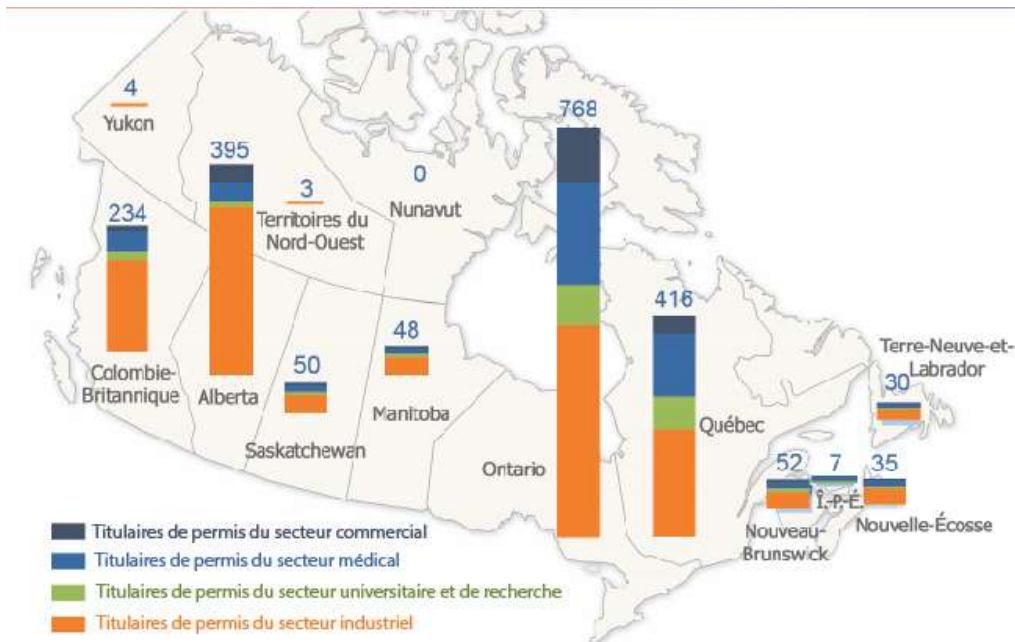 4
Yukon
395
3
Territoires du
Nord-Ouest
0
Nunavut
768
234
Colombie-
Britannique
Alberta
50
Saskatchewan
48
Manitoba
Ontario
416
Québec
Terre-Neuve-et-
Labrador
30
52
7
35
Î.-P.-É.
Nouveau-
Brunswick
Nouvelle-Écosse
Titulaires de permis du secteur commercial
Titulaires de permis du secteur médical
Titulaires de permis du secteur universitaire et de recherche
Titulaires de permis du secteur industriel